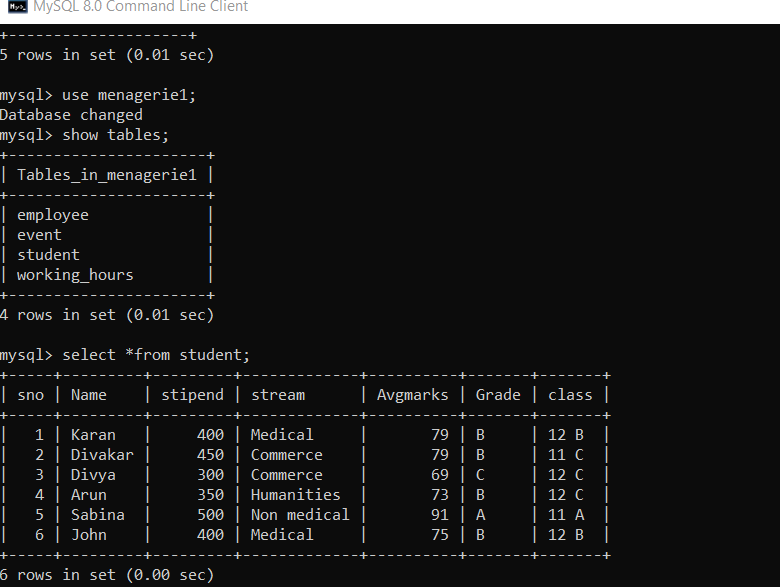 MySQL 8.0 Command Line Client
+--------------------+
5 rows in set (0.01 sec)
mysql> use menagerie1;
Database changed
mysql> show tables;
+----------------------+
| Tables_in_menagerie1 |
+----------------------+
| employee             |
| event                |
| student              |
| working_hours        |
+----------------------+
4 rows in set (0.01 sec)
mysql> select *from student;
+-----+---------+---------+-------------+----------+-------+-------+
| sno | Name    | stipend | stream      | Avgmarks | Grade | class |
+-----+---------+---------+-------------+----------+-------+-------+
|   1 | Karan   |     400 | Medical     |       79 | B     | 12 B  |
|   2 | Divakar |     450 | Commerce    |       79 | B     | 11 C  |
|   3 | Divya   |     300 | Commerce    |       69 | C     | 12 C  |
|   4 | Arun    |     350 | Humanities  |       73 | B     | 12 C  |
|   5 | Sabina  |     500 | Non medical |       91 | A     | 11 A  |
|   6 | John    |     400 | Medical     |       75 | B     | 12 B  |
+-----+---------+---------+-------------+----------+-------+-------+
6 rows in set (0.00 sec)